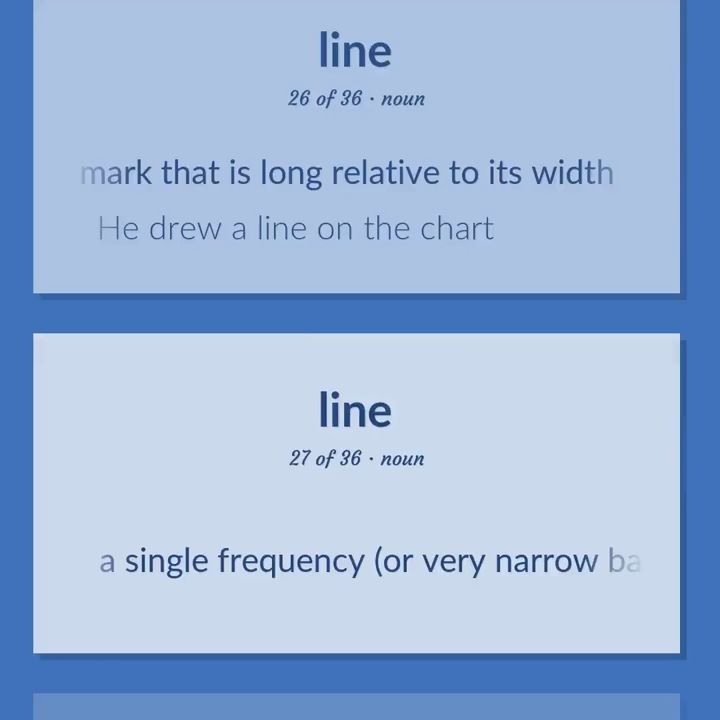 line
26 of 36 · noun
mark that is long relative to its width
He drew a line on the chart
line
27 of 36 · noun
a single frequency (or very narrow ba